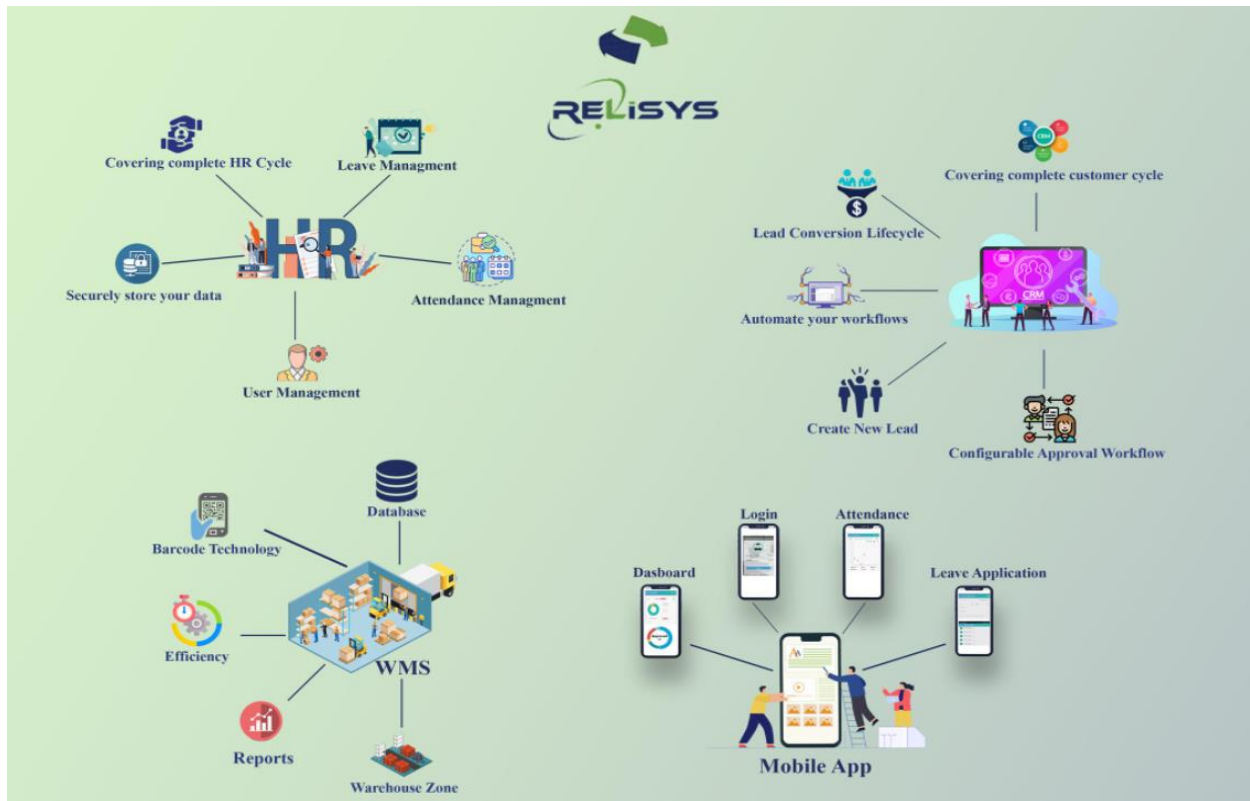 RELiSYS
Covering complete HR Cycle
Leave Managment
HR
Securely store your data
Attendance Managment
User Management
CRM
Covering complete customer cycle
Lead Conversion Lifecycle
$
CRM
Automate your workflows
Create New Lead
Configurable Approval Workflow
Database
Barcode Technology
Efficiency
WMS
Reports
Warehouse Zone
Login
Attendance
Dasboard
Leave Application
Mobile App